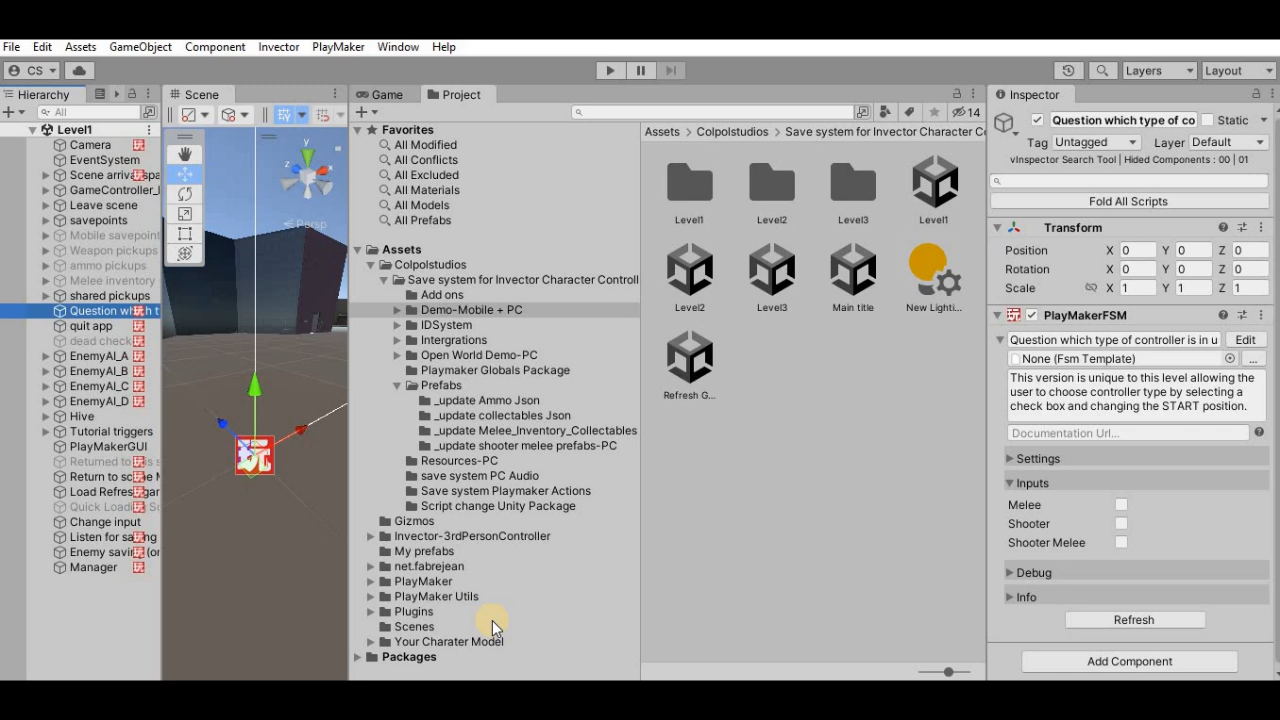 File Edit Assets GameObject Component Invector PlayMaker Window Help
CS Layers Layout
Hierarchy
All
Level1
Camera
EventSystem
Scene arriva
GameController_
Leave scene
savepoints
Mobile savepoint
Weapon pickups
ammo pickups
Melee inventory
shared pickups
Question which t
quit app
dead check
EnemyAI_A
EnemyAI_B
EnemyAI_C
EnemyAI_D
Hive
Tutorial triggers
PlayMakerGUI
Returned to
Return to
Load Refres
Quick Load
Change input
Listen for sa
Enemy savi
Manager
Scene
y
x
z
Persp
Game Project
14
Favorites
All Modified
All Conflicts
All Excluded
All Materials
All Models
All Prefabs
Assets
Colpolstudios
Save system for Invector Character Controll
Add ons
Demo-Mobile + PC
IDSystem
Intergrations
Open World Demo-PC
Playmaker Globals Package
Prefabs
_update Ammo Json
_update collectables Json
_update Melee_Inventory_Collectables
_update shooter melee prefabs-PC
Resources-PC
save system PC Audio
Save system Playmaker Actions
Script change Unity Package
Gizmos
Invector-3rdPersonController
My prefabs
net.fabrejean
PlayMaker
PlayMaker Utils
Plugins
Scenes
Your Charater Model
Packages
Assets Colpolstudios Save system for Invector Character Co
Level1 Level2 Level3 Level1
Level2 Level3 Main title New Lighti...
Refresh G...
Inspector
Question which type of co Static
Tag Untagged Layer Default
vInspector Search Tool | Hided Components : 00 | 01
Fold All Scripts
Transform
Position X 0 Y 0 Z 0
Rotation X 0 Y 0 Z 0
Scale X 1 Y 1 Z 1
PlayMakerFSM
Question which type of controller is in u Edit
None (Fsm Template) ...
This version is unique to this level allowing the
user to choose controller type by selecting a
check box and changing the START position.
Documentation Url...
Settings
Inputs
Melee
Shooter
Shooter Melee
Debug
Info
Refresh
Add Component